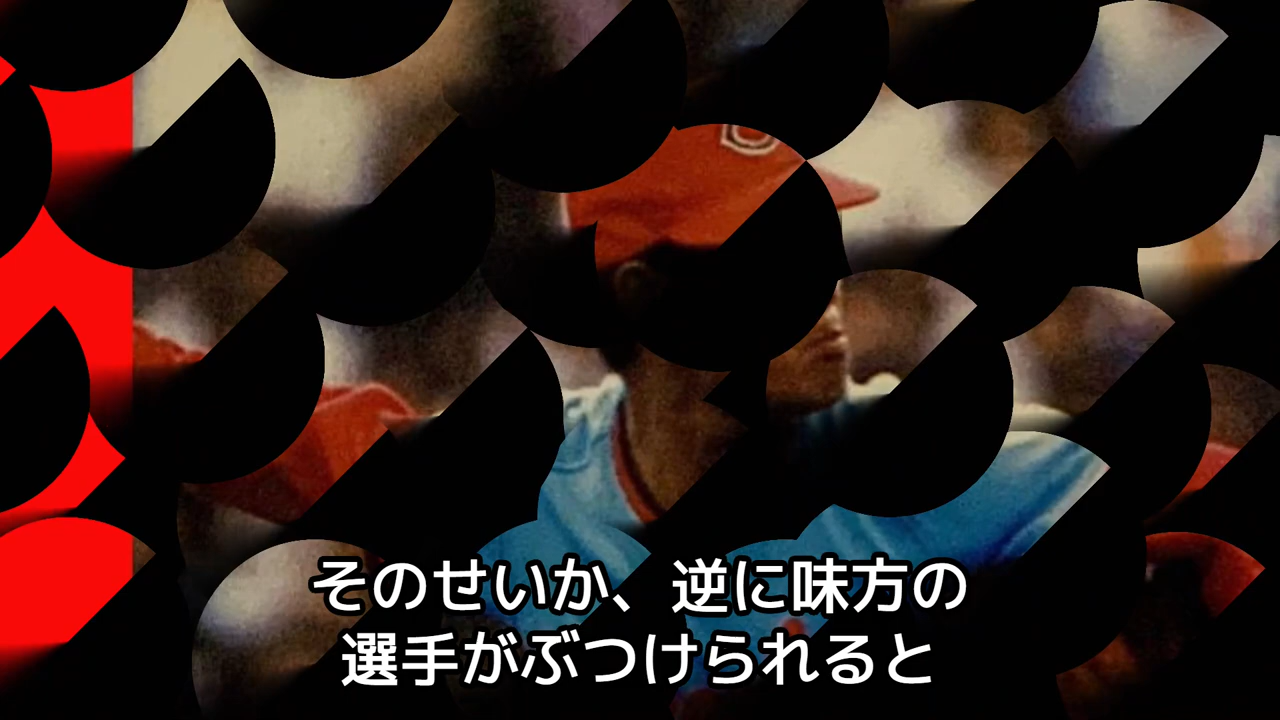 そのせいか、逆に味方の
選手がぶつけられると